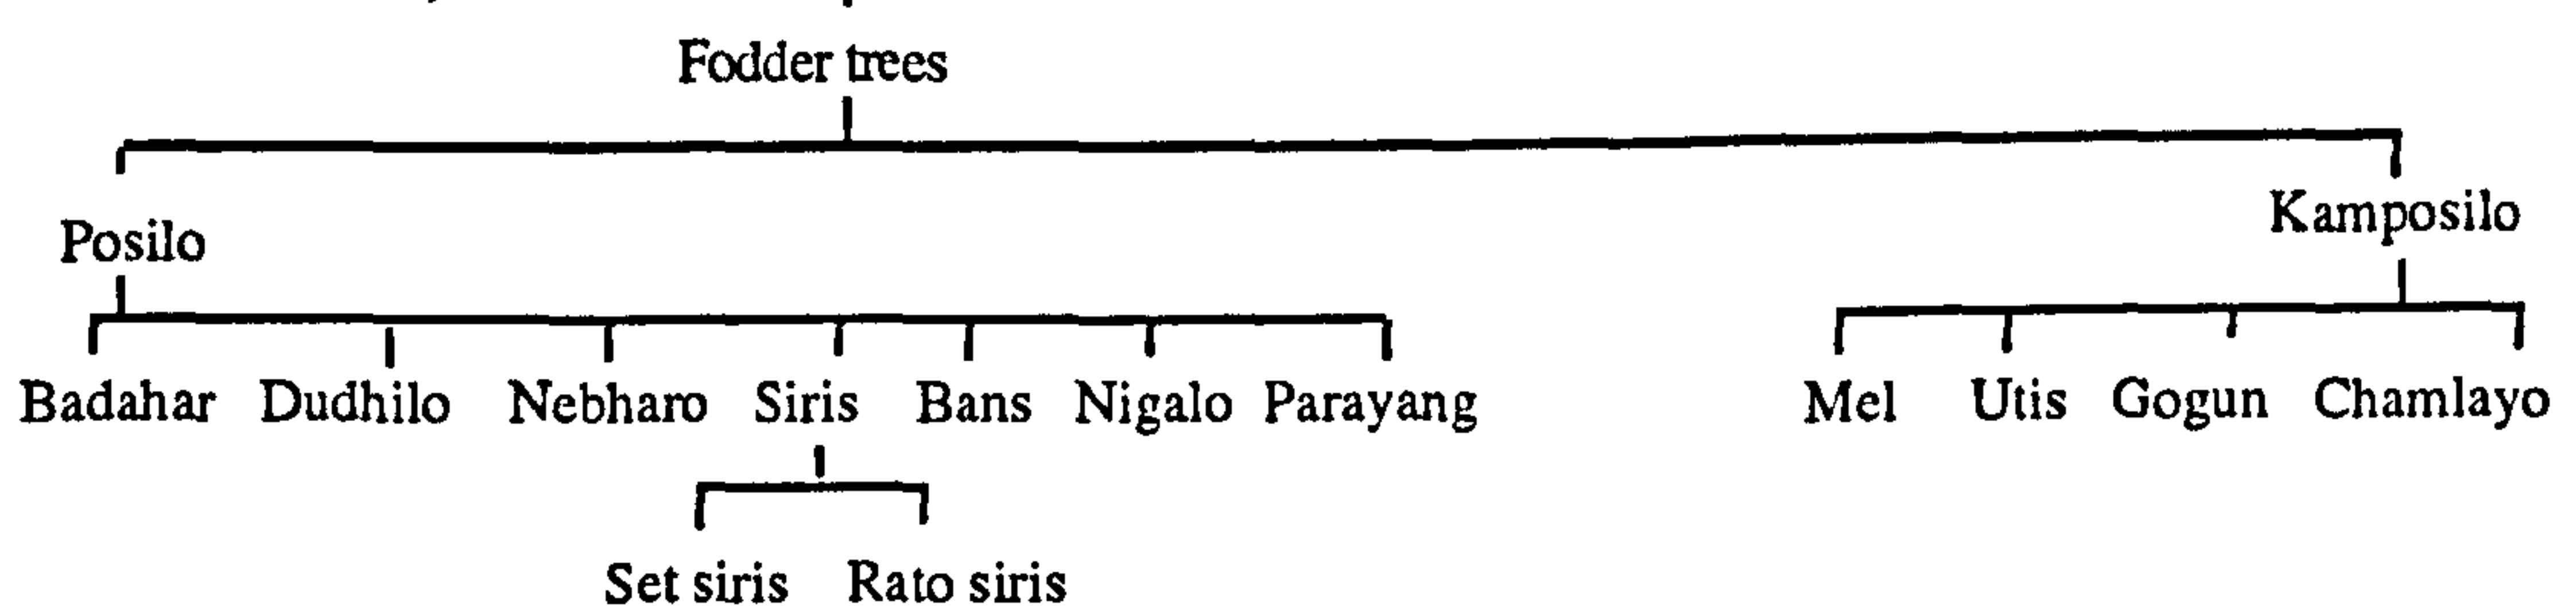 Fodder trees
Posilo Kamposilo
Badahar Dudhilo Nebharo Siris Bans Nigalo Parayang Mel Utis Gogun Chamlayo
Set siris Rato siris